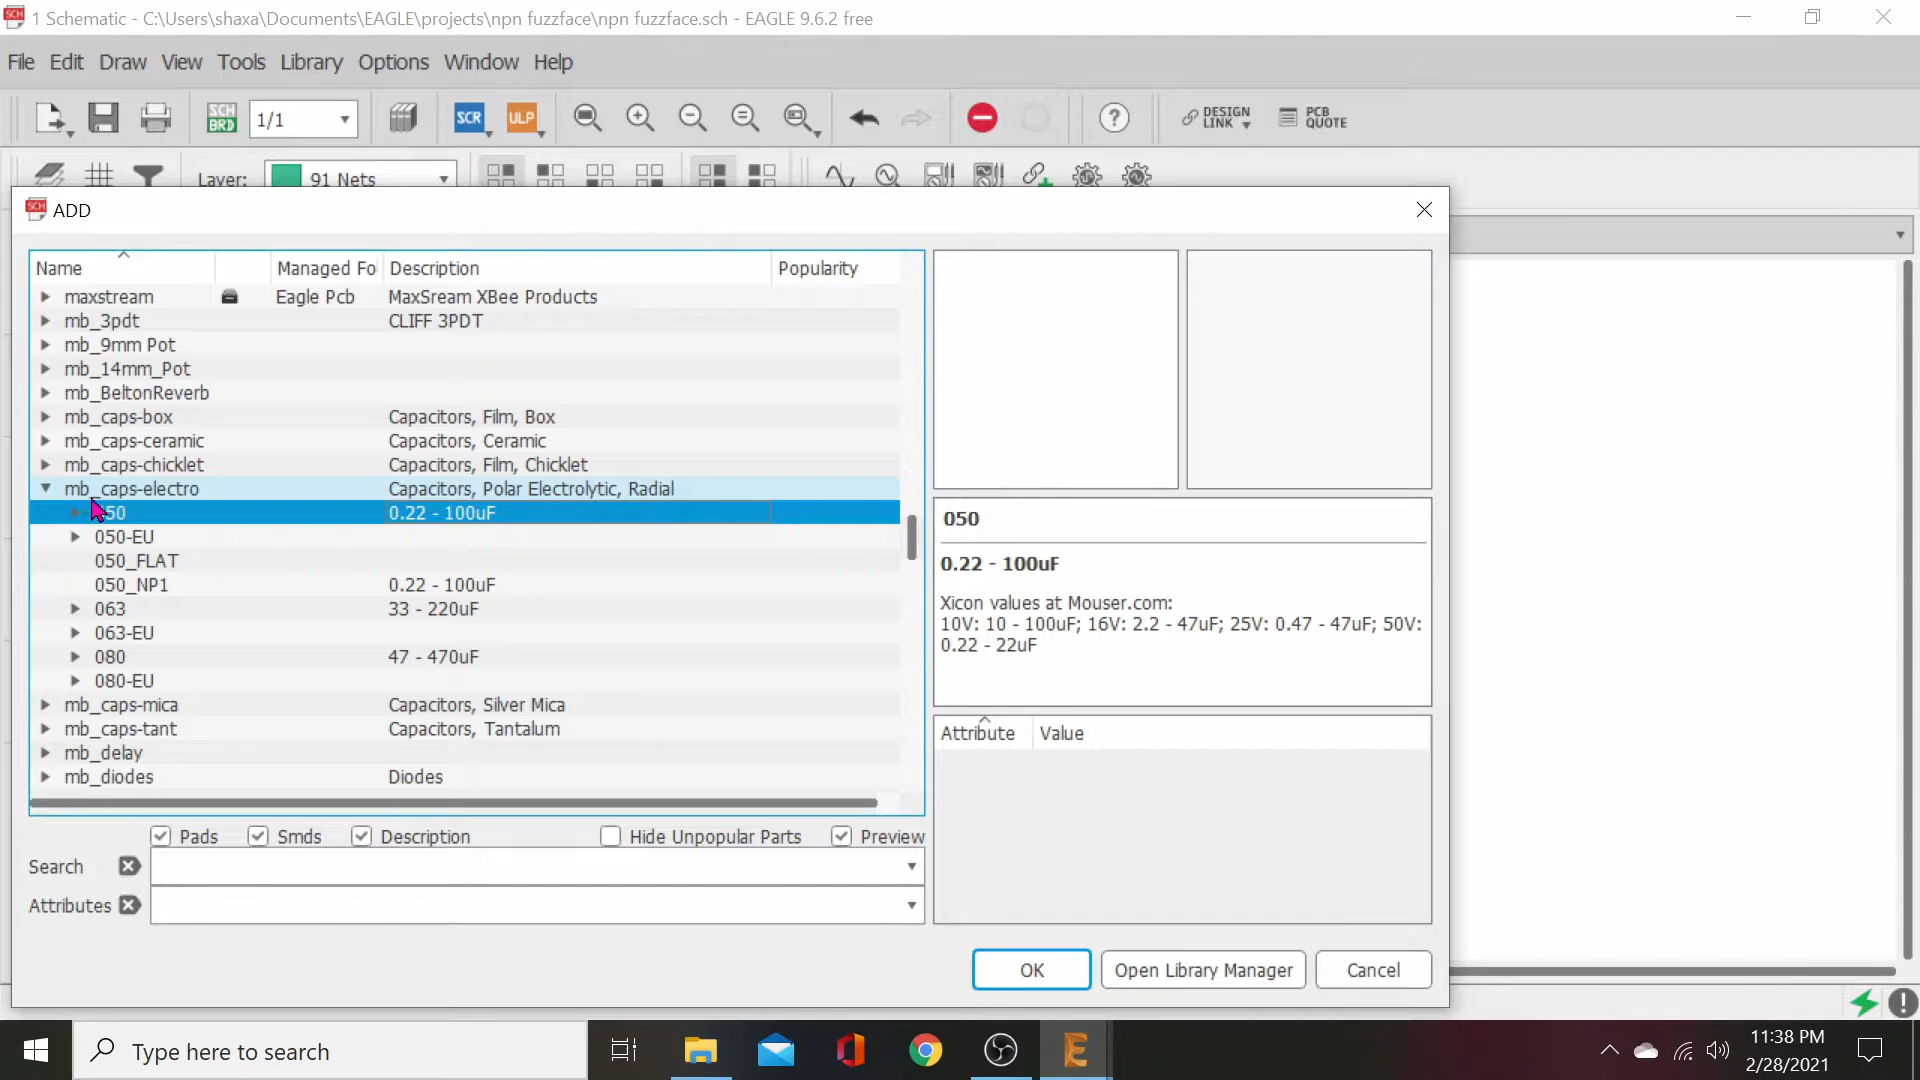 1 Schematic - C:\Users\shaxa\Documents\EAGLE\projects\npn fuzzface\npn fuzzface.sch - EAGLE 9.6.2 free
File Edit Draw View Tools Library Options Window Help
SCH BRD 1/1 SCR ULP DESIGN LINK PCB QUOTE
Layer: 91 Nets
ADD
Name Managed Fo Description Popularity
maxstream Eagle Pcb MaxSream XBee Products
mb_3pdt CLIFF 3PDT
mb_9mm Pot
mb_14mm_Pot
mb_BeltonReverb
mb_caps-box Capacitors, Film, Box
mb_caps-ceramic Capacitors, Ceramic
mb_caps-chicklet Capacitors, Film, Chicklet
mb_caps-electro Capacitors, Polar Electrolytic, Radial
050 0.22 - 100uF
050-EU
050_FLAT
050_NP1 0.22 - 100uF
063 33 - 220uF
063-EU
080 47 - 470uF
080-EU
mb_caps-mica Capacitors, Silver Mica
mb_caps-tant Capacitors, Tantalum
mb_delay
mb_diodes Diodes
050
0.22 - 100uF
Xicon values at Mouser.com:
10V: 10 - 100uF; 16V: 2.2 - 47uF; 25V: 0.47 - 47uF; 50V:
0.22 - 22uF
Attribute Value
Pads Smds Description Hide Unpopular Parts Preview
Search
Attributes
OK Open Library Manager Cancel
Type here to search
11:38 PM
2/28/2021